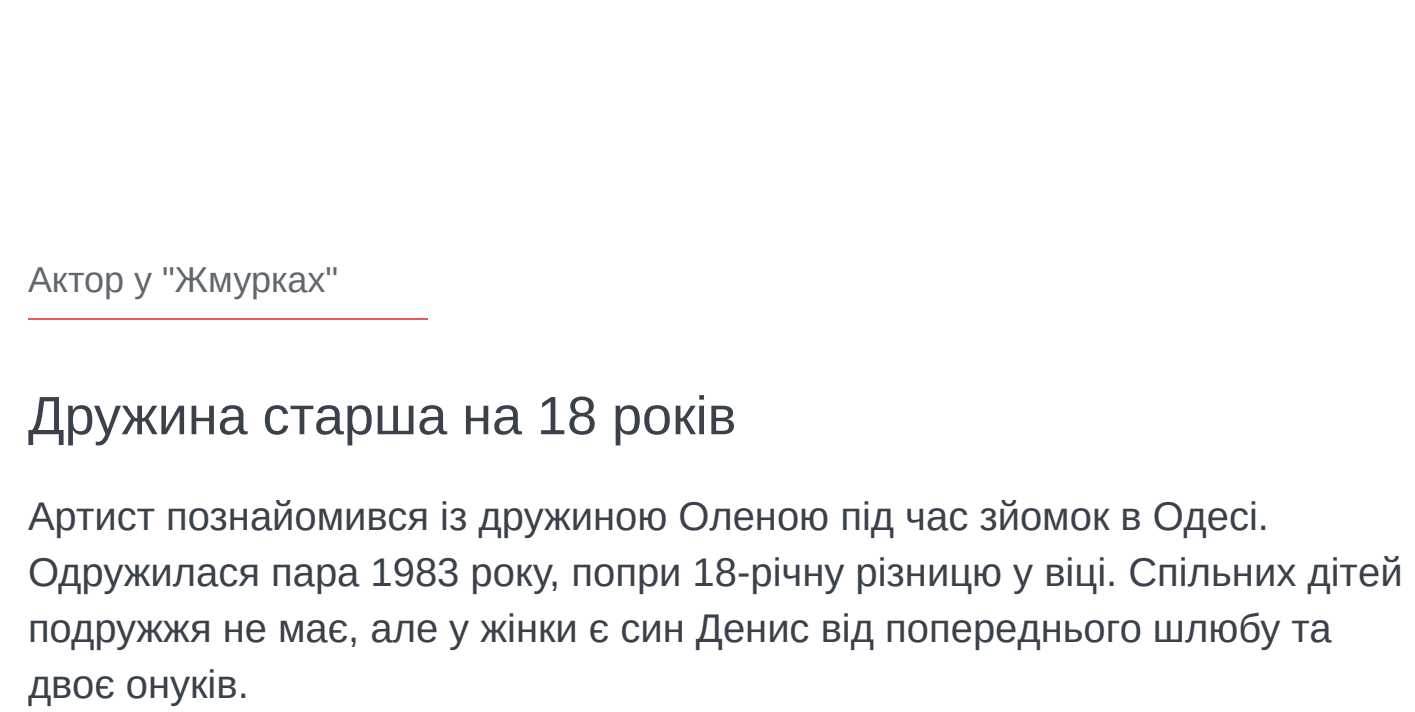 Актор у "Жмурках"
Дружина старша на 18 років
Артист познайомився із дружиною Оленою під час зйомок в Одесі.
Одружилася пара 1983 року, попри 18-річну різницю у віці. Спільних дітей
подружжя не має, але у жінки є син Денис від попереднього шлюбу та
двоє онуків.